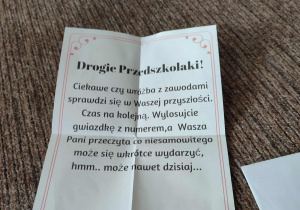 Drogie Przedszkolaki!
Ciekawe czy wróżba z zawodami
sprawdzi się w Waszej przyszłości.
Czas na kolejną. Wylosujcie
gwiazdkę z numerem,a Wasza
Pani przeczyta co niesamowitego
może się wkrótce wydarzyć,
hmm.. może nawet dzisiaj...